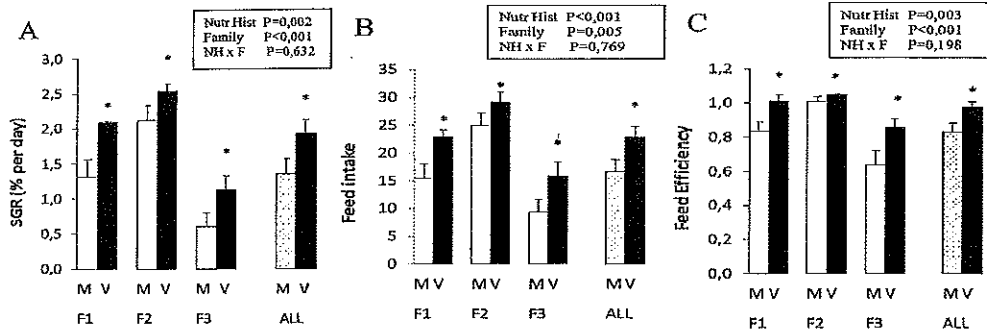 A
Nutr Hist P=0,002
Family P<0,001
NH x F P=0,632
SGR (% per day)
3,0
2,5
2,0
1,5
1,0
0,5
0,0
* * * *
M V M V M V M V
F1 F2 F3 ALL
B
Nutr Hist P<0,001
Family P=0,005
NH x F P=0,769
Feed intake
35
30
25
20
15
10
5
0
* * * *
M V M V M V M V
F1 F2 F3 ALL
C
Nutr Hist P=0,003
Family P<0,001
NH x F P=0,198
Feed Efficiency
1,2
1,0
0,8
0,6
0,4
0,2
0,0
* * * *
M V M V M V M V
F1 F2 F3 ALL